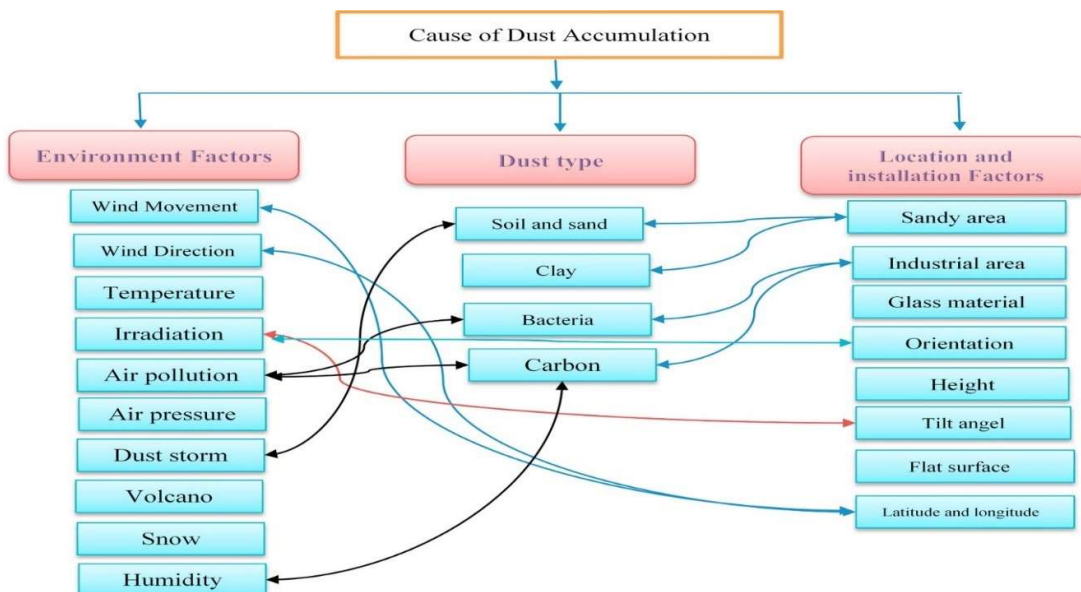 Cause of Dust Accumulation
Environment Factors
Wind Movement
Wind Direction
Temperature
Irradiation
Air pollution
Air pressure
Dust storm
Volcano
Snow
Humidity
Dust type
Soil and sand
Clay
Bacteria
Carbon
Location and
installation Factors
Sandy area
Industrial area
Glass material
Orientation
Height
Tilt angel
Flat surface
Latitude and longitude